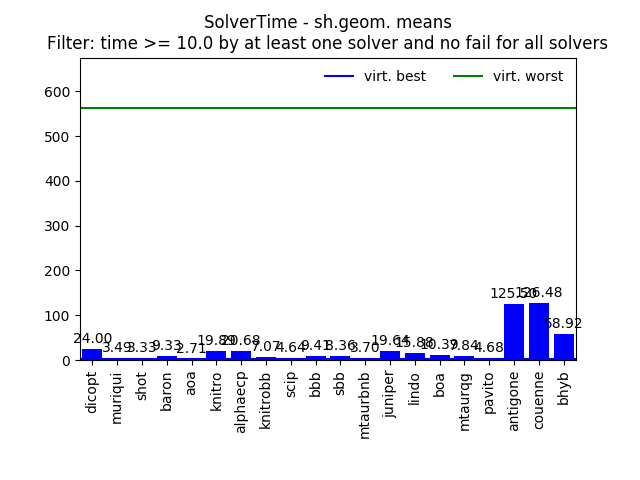 SolverTime - sh.geom. means
Filter: time >= 10.0 by at least one solver and no fail for all solvers
virt. best
virt. worst
600
500
400
300
200
100
0
24.00
3.49
3.33
9.33
2.71
19.89
20.68
7.07
4.64
9.41
8.36
3.70
19.64
15.88
10.39
7.84
4.68
126.48
58.92
dicopt
muriqui
shot
baron
aoa
knitro
alphaecp
knitrobb
scip
bbb
sbb
mtaurbnb
juniper
lindo
boa
mtaurqg
pavito
antigone
couenne
bhyb